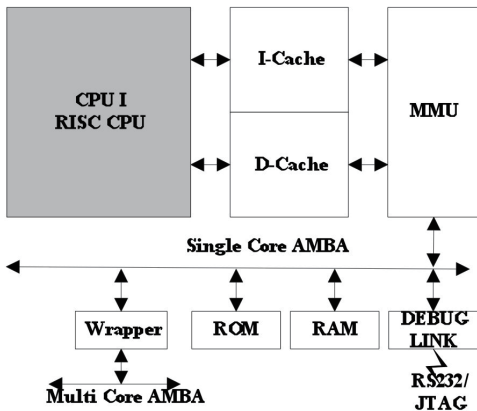 CPU I
RISC CPU
I-Cache
D-Cache
MMU
Single Core AMBA
Wrapper
ROM
RAM
DEBUG
LINK
Multi Core AMBA
RS232/
JTAG